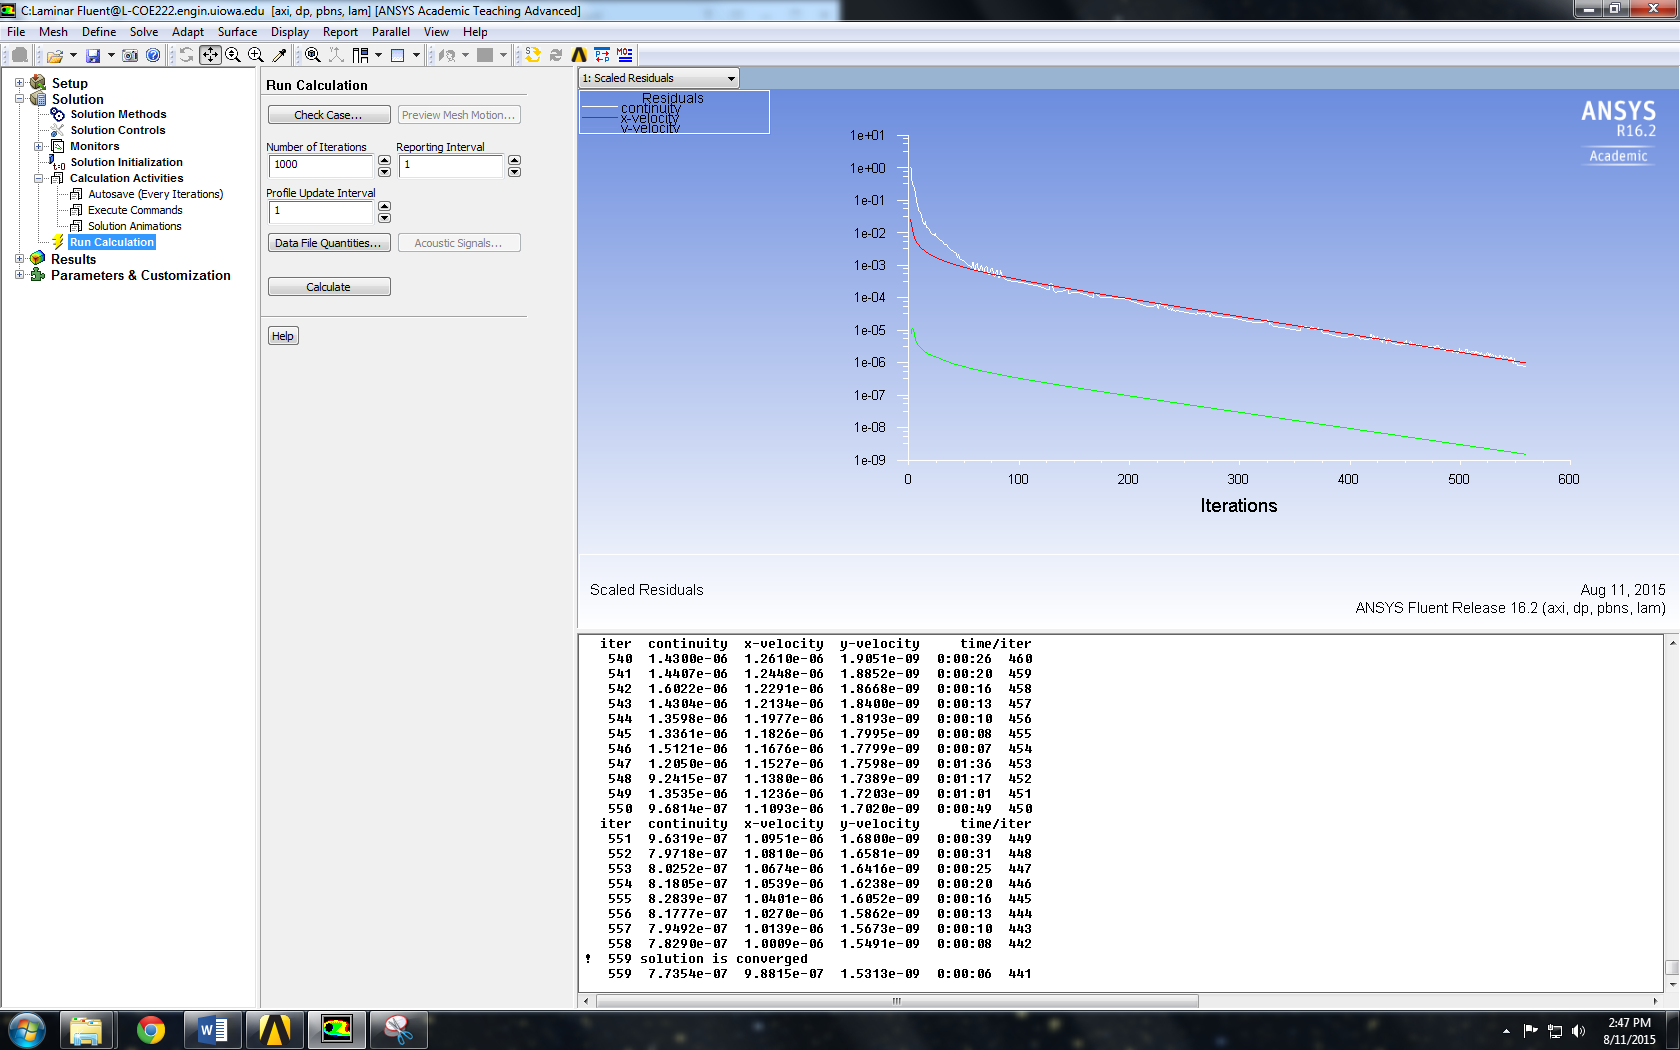 C:Laminar Fluent@L-COE222.engin.uiowa.edu [axi, dp, pbns, lam] [ANSYS Academic Teaching Advanced]
File Mesh Define Solve Adapt Surface Display Report Parallel View Help
Setup
Solution
Solution Methods
Solution Controls
Monitors
Solution Initialization
Calculation Activities
Autosave (Every Iterations)
Execute Commands
Solution Animations
Run Calculation
Results
Parameters & Customization
Run Calculation
Check Case...
Preview Mesh Motion...
Number of Iterations
Reporting Interval
1000
1
Profile Update Interval
1
Data File Quantities...
Acoustic Signals...
Calculate
Help
1: Scaled Residuals
Residuals
continuity
x-velocity
y-velocity
ANSYS
R16.2
Academic
1e+01
1e+00
1e-01
1e-02
1e-03
1e-04
1e-05
1e-06
1e-07
1e-08
1e-09
0 100 200 300 400 500 600
Iterations
Scaled Residuals
Aug 11, 2015
ANSYS Fluent Release 16.2 (axi, dp, pbns, lam)
iter continuity x-velocity y-velocity time/iter
540 1.4300e-06 1.2610e-06 1.9051e-09 0:00:26 460
541 1.4407e-06 1.2448e-06 1.8852e-09 0:00:20 459
542 1.6022e-06 1.2291e-06 1.8668e-09 0:00:16 458
543 1.4304e-06 1.2134e-06 1.8400e-09 0:00:13 457
544 1.3598e-06 1.1977e-06 1.8193e-09 0:00:10 456
545 1.3361e-06 1.1826e-06 1.7995e-09 0:00:08 455
546 1.5121e-06 1.1676e-06 1.7799e-09 0:00:07 454
547 1.2050e-06 1.1527e-06 1.7598e-09 0:01:36 453
548 9.2415e-07 1.1380e-06 1.7389e-09 0:01:17 452
549 1.3535e-06 1.1236e-06 1.7203e-09 0:01:01 451
550 9.6814e-07 1.1093e-06 1.7020e-09 0:00:49 450
iter continuity x-velocity y-velocity time/iter
551 9.6319e-07 1.0951e-06 1.6800e-09 0:00:39 449
552 7.9718e-07 1.0810e-06 1.6581e-09 0:00:31 448
553 8.0252e-07 1.0674e-06 1.6416e-09 0:00:25 447
554 8.1805e-07 1.0539e-06 1.6238e-09 0:00:20 446
555 8.2839e-07 1.0401e-06 1.6052e-09 0:00:16 445
556 8.1777e-07 1.0270e-06 1.5862e-09 0:00:13 444
557 7.9492e-07 1.0139e-06 1.5673e-09 0:00:10 443
558 7.8290e-07 1.0009e-06 1.5491e-09 0:00:08 442
! 559 solution is converged
559 7.7354e-07 9.8815e-07 1.5313e-09 0:00:06 441
2:47 PM
8/11/2015